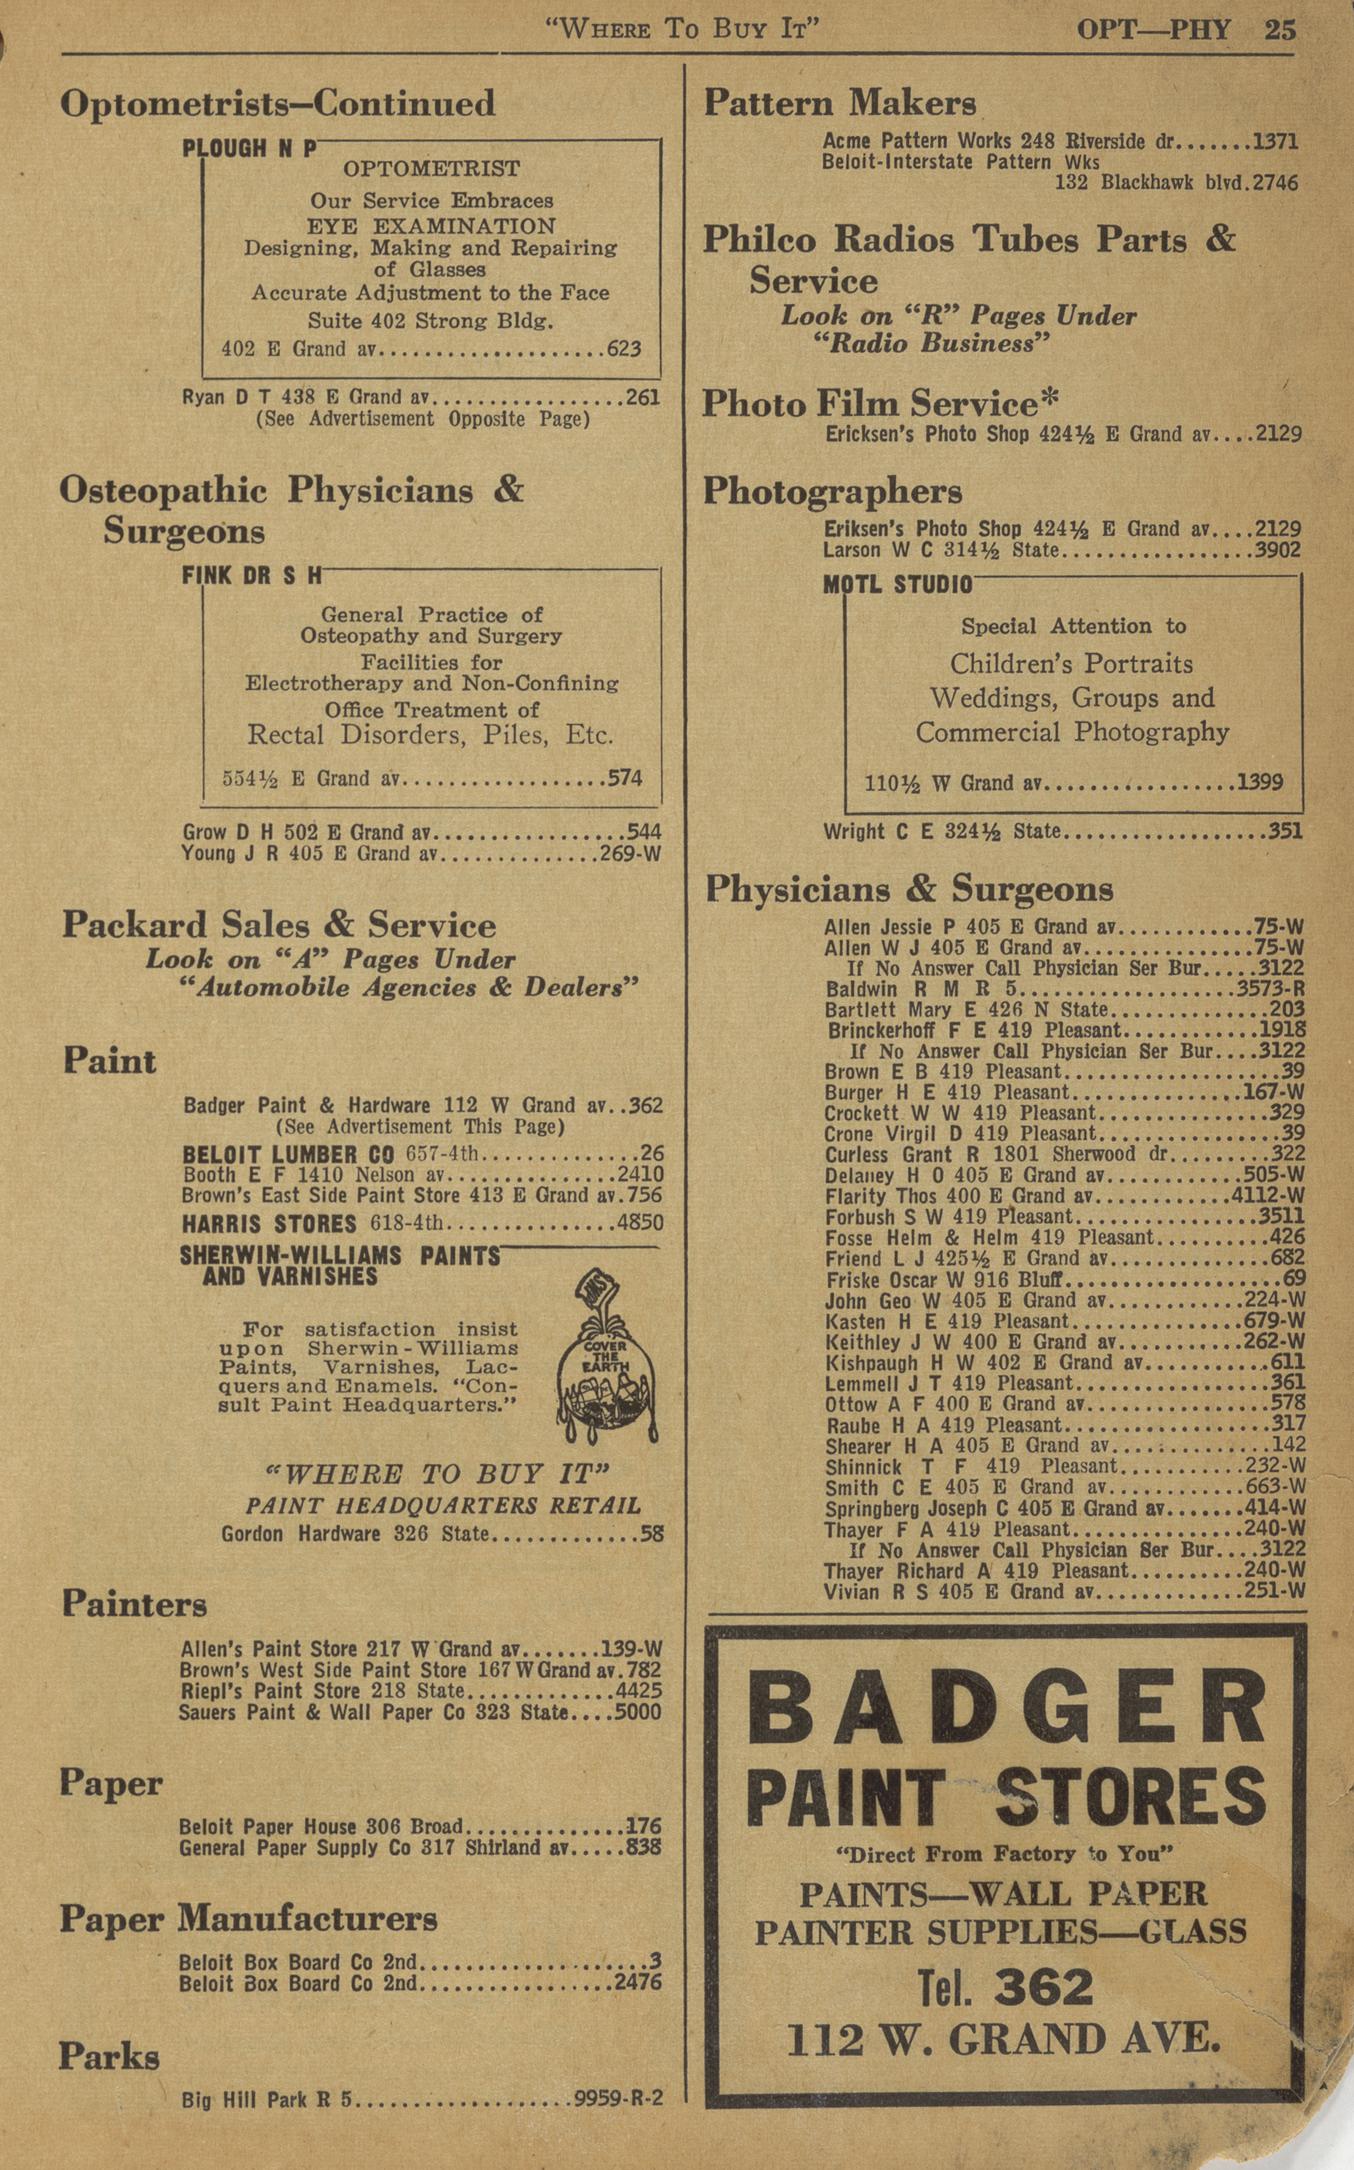 "WHERE TO BUY IT" OPT—PHY 25
Optometrists—Continued
PLOUGH N P
OPTOMETRIST
Our Service Embraces
EYE EXAMINATION
Designing, Making and Repairing
of Glasses
Accurate Adjustment to the Face
Suite 402 Strong Bldg.
402 E Grand av.....................623
Ryan D T 438 E Grand av..................261
(See Advertisement Opposite Page)
Osteopathic Physicians &
Surgeons
FINK DR S H
General Practice of
Osteopathy and Surgery
Facilities for
Electrotherapy and Non-Confining
Office Treatment of
Rectal Disorders, Piles, Etc.
554½ E Grand av...................574
Grow D H 502 E Grand av..................544
Young J R 405 E Grand av...............269-W
Packard Sales & Service
Look on "A" Pages Under
"Automobile Agencies & Dealers"
Paint
Badger Paint & Hardware 112 W Grand av..362
(See Advertisement This Page)
BELOIT LUMBER CO 657-4th..............26
Booth E F 1410 Nelson av................2410
Brown's East Side Paint Store 413 E Grand av.756
HARRIS STORES 618-4th................4850
SHERWIN-WILLIAMS PAINTS
AND VARNISHES
For satisfaction insist
upon Sherwin-Williams
Paints, Varnishes, Lac-
quers and Enamels. "Con-
sult Paint Headquarters."
SWP
COVER
THE
EARTH
"WHERE TO BUY IT"
PAINT HEADQUARTERS RETAIL
Gordon Hardware 326 State.............58
Painters
Allen's Paint Store 217 W Grand av.......139-W
Brown's West Side Paint Store 167 W Grand av.782
Riepl's Paint Store 218 State.............4425
Sauers Paint & Wall Paper Co 323 State....5000
Paper
Beloit Paper House 306 Broad..............176
General Paper Supply Co 317 Shirland av.....838
Paper Manufacturers
Beloit Box Board Co 2nd.....................3
Beloit Box Board Co 2nd.................2476
Parks
Big Hill Park R 5....................9959-R-2
Pattern Makers
Acme Pattern Works 248 Riverside dr.......1371
Beloit-Interstate Pattern Wks
132 Blackhawk blvd.2746
Philco Radios Tubes Parts &
Service
Look on "R" Pages Under
"Radio Business"
Photo Film Service*
Ericksen's Photo Shop 424½ E Grand av....2129
Photographers
Eriksen's Photo Shop 424½ E Grand av....2129
Larson W C 314½ State.................3902
MOTL STUDIO
Special Attention to
Children's Portraits
Weddings, Groups and
Commercial Photography
110½ W Grand av..................1399
Wright C E 324½ State...................351
Physicians & Surgeons
Allen Jessie P 405 E Grand av............75-W
Allen W J 405 E Grand av...............75-W
If No Answer Call Physician Ser Bur.....3122
Baldwin R M R 5....................3573-R
Bartlett Mary E 426 N State...............203
Brinckerhoff F E 419 Pleasant............1918
If No Answer Call Physician Ser Bur....3122
Brown E B 419 Pleasant....................39
Burger H E 419 Pleasant................167-W
Crockett W W 419 Pleasant................329
Crone Virgil D 419 Pleasant.................39
Curless Grant R 1801 Sherwood dr.........322
Delaney H O 405 E Grand av.............505-W
Flarity Thos 400 E Grand av............4112-W
Forbush S W 419 Pleasant.................3511
Fosse Helm & Helm 419 Pleasant..........426
Friend L J 425½ E Grand av...............682
Friske Oscar W 916 Bluff....................69
John Geo W 405 E Grand av.............224-W
Kasten H E 419 Pleasant................679-W
Keithley J W 400 E Grand av............262-W
Kishpaugh H W 402 E Grand av...........611
Lemmell J T 419 Pleasant..................361
Ottow A F 400 E Grand av.................578
Raube H A 419 Pleasant...................317
Shearer H A 405 E Grand av...............142
Shinnick T F 419 Pleasant...........232-W
Smith C E 405 E Grand av.............663-W
Springberg Joseph C 405 E Grand av.......414-W
Thayer F A 419 Pleasant................240-W
If No Answer Call Physician Ser Bur....3122
Thayer Richard A 419 Pleasant..........240-W
Vivian R S 405 E Grand av.............251-W
BADGER
PAINT STORES
"Direct From Factory to You"
PAINTS—WALL PAPER
PAINTER SUPPLIES—GLASS
Tel. 362
112 W. GRAND AVE.